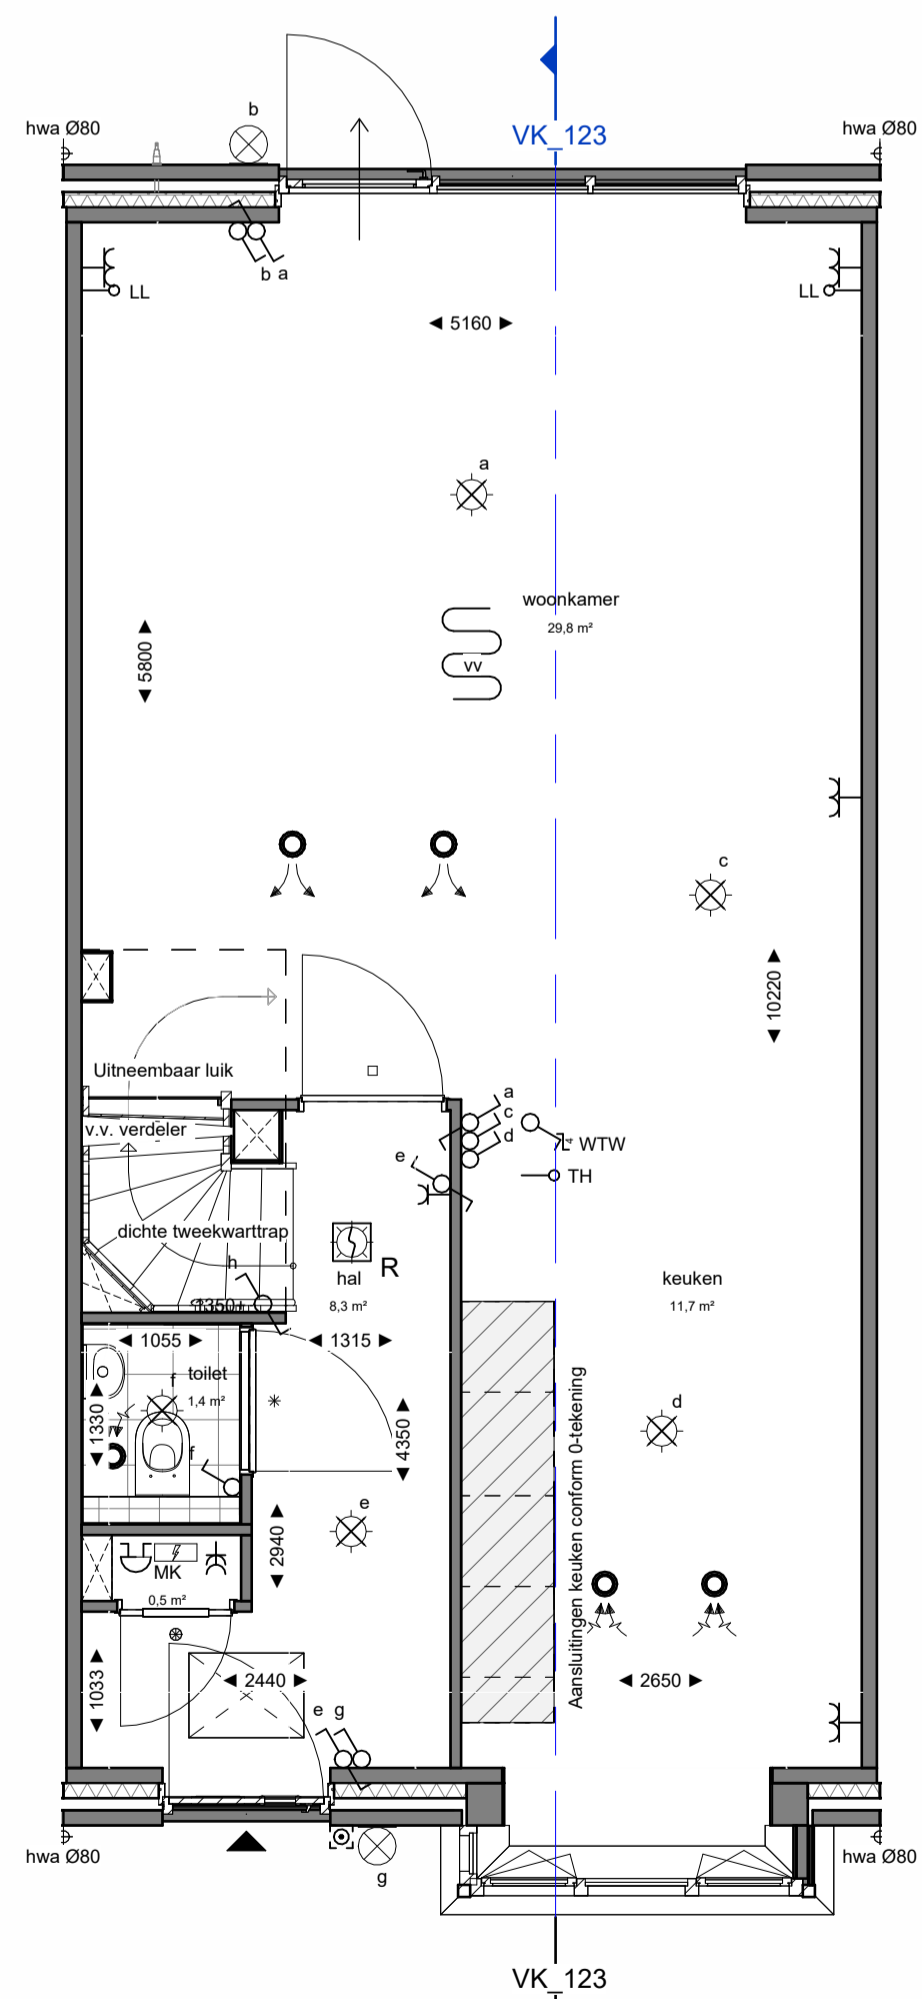 b
hwa Ø80
VK_123
hwa Ø80
b a
LL
LL
◄ 5160 ►
a
woonkamer
29,8 m²
vv
◄ 5800 ►
c
◄ 10220 ►
Uitneembaar luik
v.v. verdeler
a
c
d
WTW
e
TH
dichte tweekwarttrap
h
R
hal
8,3 m²
keuken
11,7 m²
1350+
◄ 1055 ►
◄ 1315 ►
toilet
1,4 m²
f
◄ 1330 ►
f
◄ 4350 ►
d
Aansluitingen keuken conform 0-tekening
e
◄ 2940 ►
MK
0,5 m²
◄ 1033 ►
◄ 2440 ►
◄ 2650 ►
e g
hwa Ø80
g
hwa Ø80
VK_123